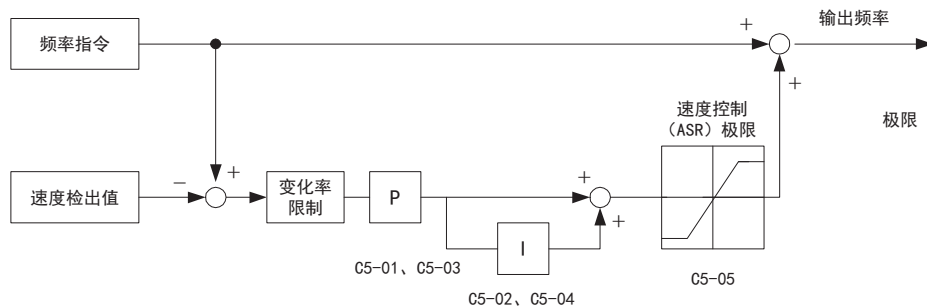 频率指令
+
+
输出频率
极限
速度控制
（ASR）极限
速度检出值
−
+
变化率
限制
P
+
+
I
C5-01、C5-03
C5-02、C5-04
C5-05